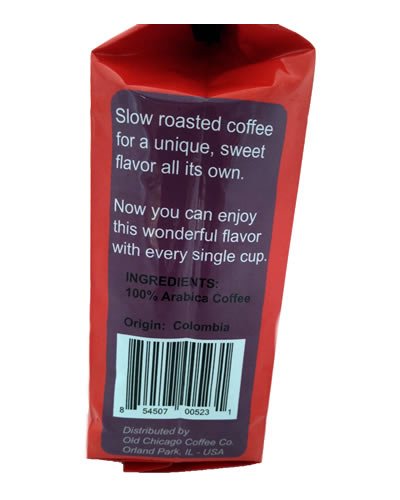 Slow roasted coffee
for a unique, sweet
flavor all its own.
Now you can enjoy
this wonderful flavor
with every single cup.
INGREDIENTS:
100% Arabica Coffee
Origin: Colombia
8 54507 00523 1
Distributed by
Old Chicago Coffee Co.
Orland Park, IL - USA